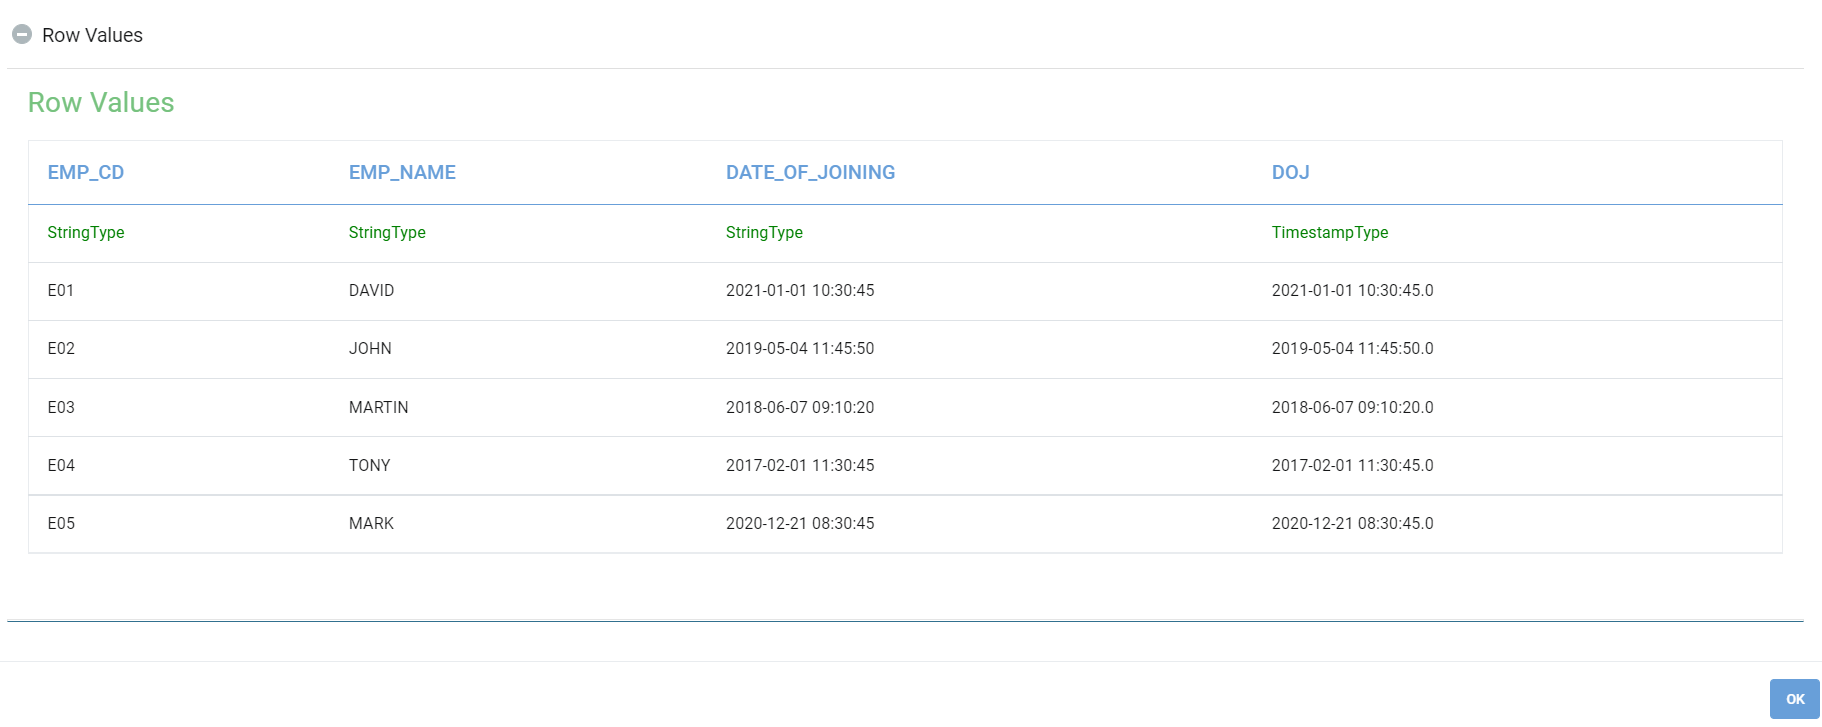 Row Values
Row Values
EMP_CD EMP_NAME DATE_OF_JOINING DOJ
StringType StringType StringType TimestampType
E01 DAVID 2021-01-01 10:30:45 2021-01-01 10:30:45.0
E02 JOHN 2019-05-04 11:45:50 2019-05-04 11:45:50.0
E03 MARTIN 2018-06-07 09:10:20 2018-06-07 09:10:20.0
E04 TONY 2017-02-01 11:30:45 2017-02-01 11:30:45.0
E05 MARK 2020-12-21 08:30:45 2020-12-21 08:30:45.0
OK